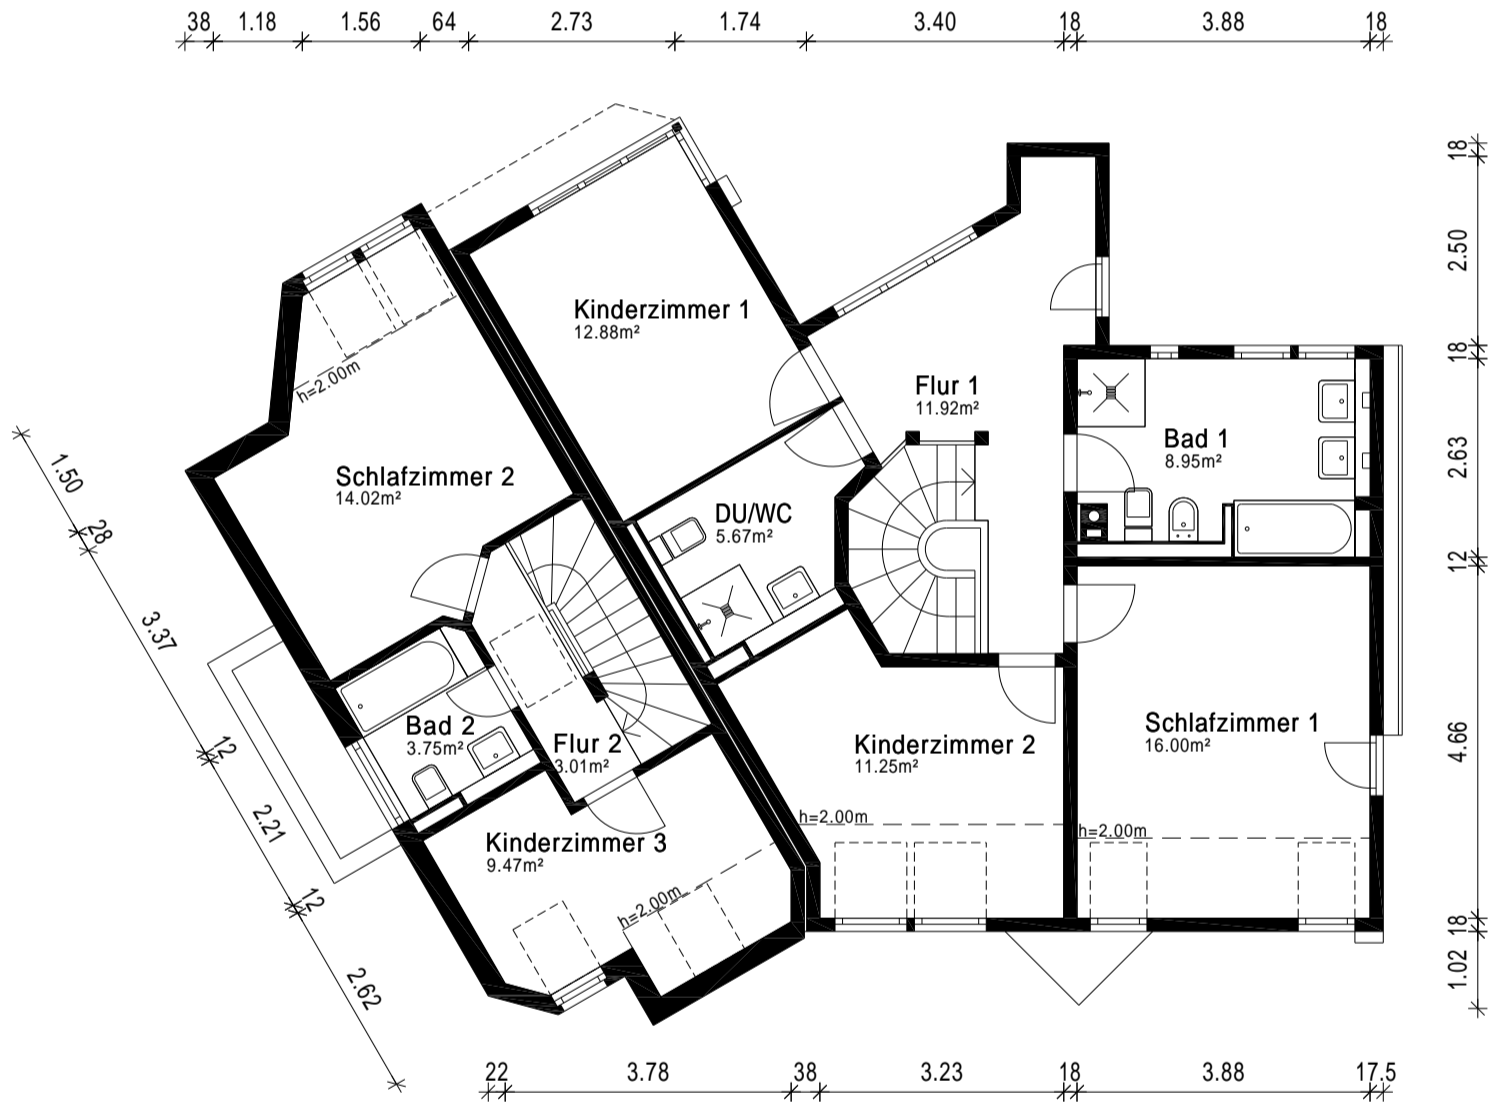 38 1.18 1.56 64 2.73 1.74 3.40 18 3.88 18
18
2.50
18
2.63
12
4.66
18
1.02
Kinderzimmer 1
12.88m²
h=2.00m
Flur 1
11.92m²
Bad 1
8.95m²
Schlafzimmer 2
14.02m²
DU/WC
5.67m²
1.50
28
3.37
12
2.21
12
2.62
Bad 2
3.75m²
Flur 2
3.01m²
Kinderzimmer 2
11.25m²
Schlafzimmer 1
16.00m²
h=2.00m
h=2.00m
Kinderzimmer 3
9.47m²
h=2.00m
22 3.78 38 3.23 18 3.88 17.5